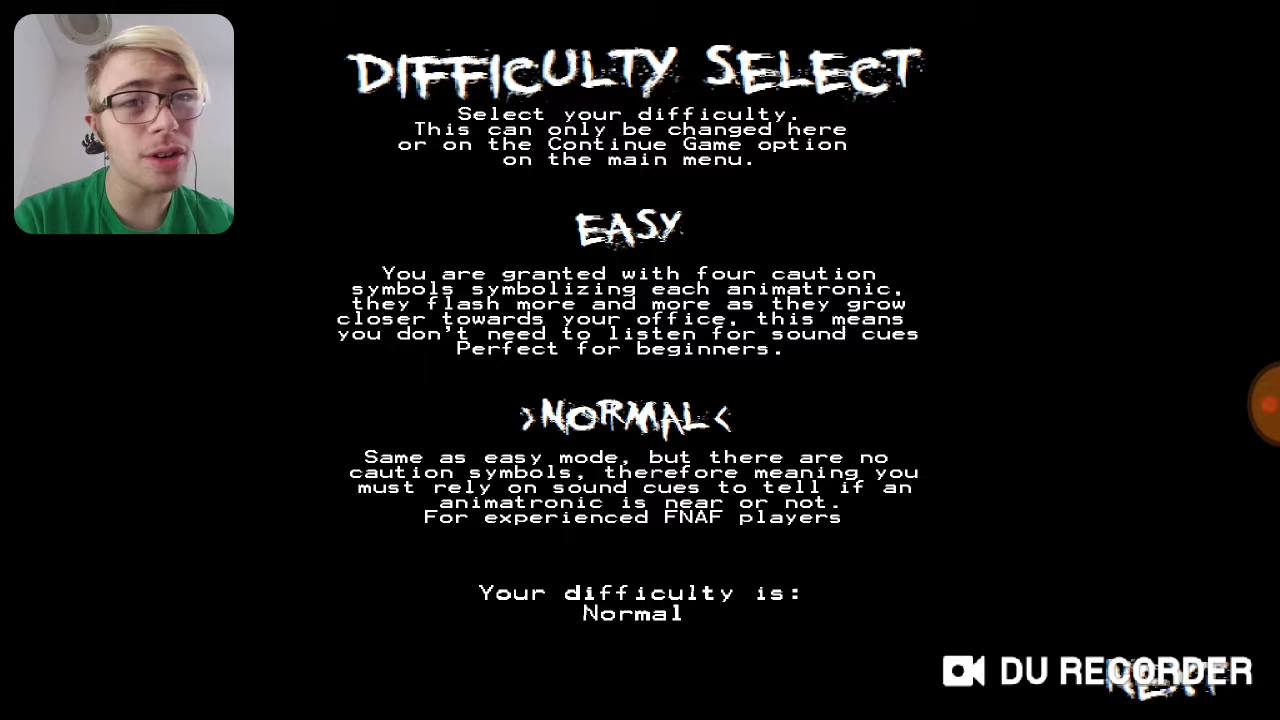 DIFFICULTY SELECT
Select your difficulty.
This can only be changed here
or on the Continue Game option
on the main menu.
EASY
You are granted with four caution
symbols symbolizing each animatronic,
they flash more and more as they grow
closer towards your office, this means
you don't need to listen for sound cues
Perfect for beginners.
>NORMAL<
Same as easy mode, but there are no
caution symbols, therefore meaning you
must rely on sound cues to tell if an
animatronic is near or not.
For experienced FNAF players
Your difficulty is:
Normal
DU RECORDER